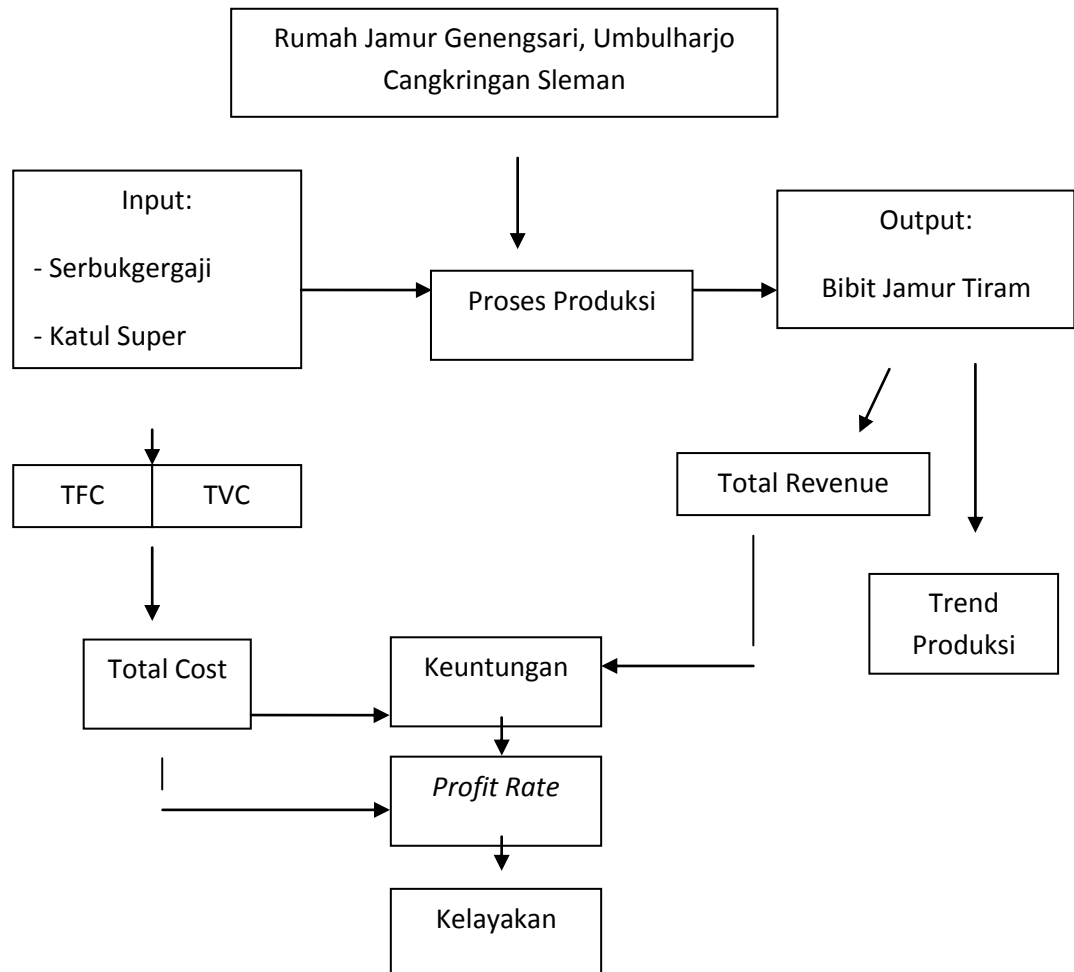 Rumah Jamur Genengsari, Umbulharjo
Cangkringan Sleman
Input:
- Serbukgergaji
- Katul Super
Proses Produksi
Output:
Bibit Jamur Tiram
TFC
TVC
Total Revenue
Trend
Produksi
Total Cost
Keuntungan
Profit Rate
Kelayakan